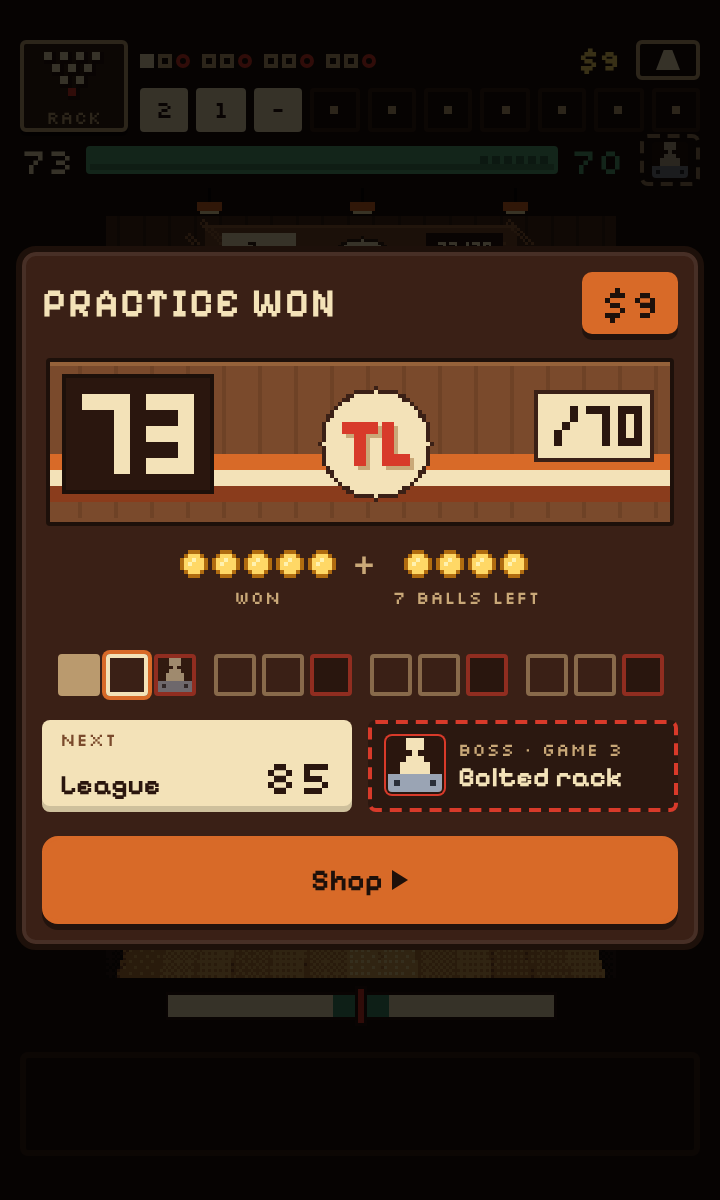 $9
RACK
2 1 -
73 70
PRACTICE WON
$9
73
TL
/70
+
WON
7 BALLS LEFT
NEXT
League 85
BOSS · GAME 3
Bolted rack
Shop